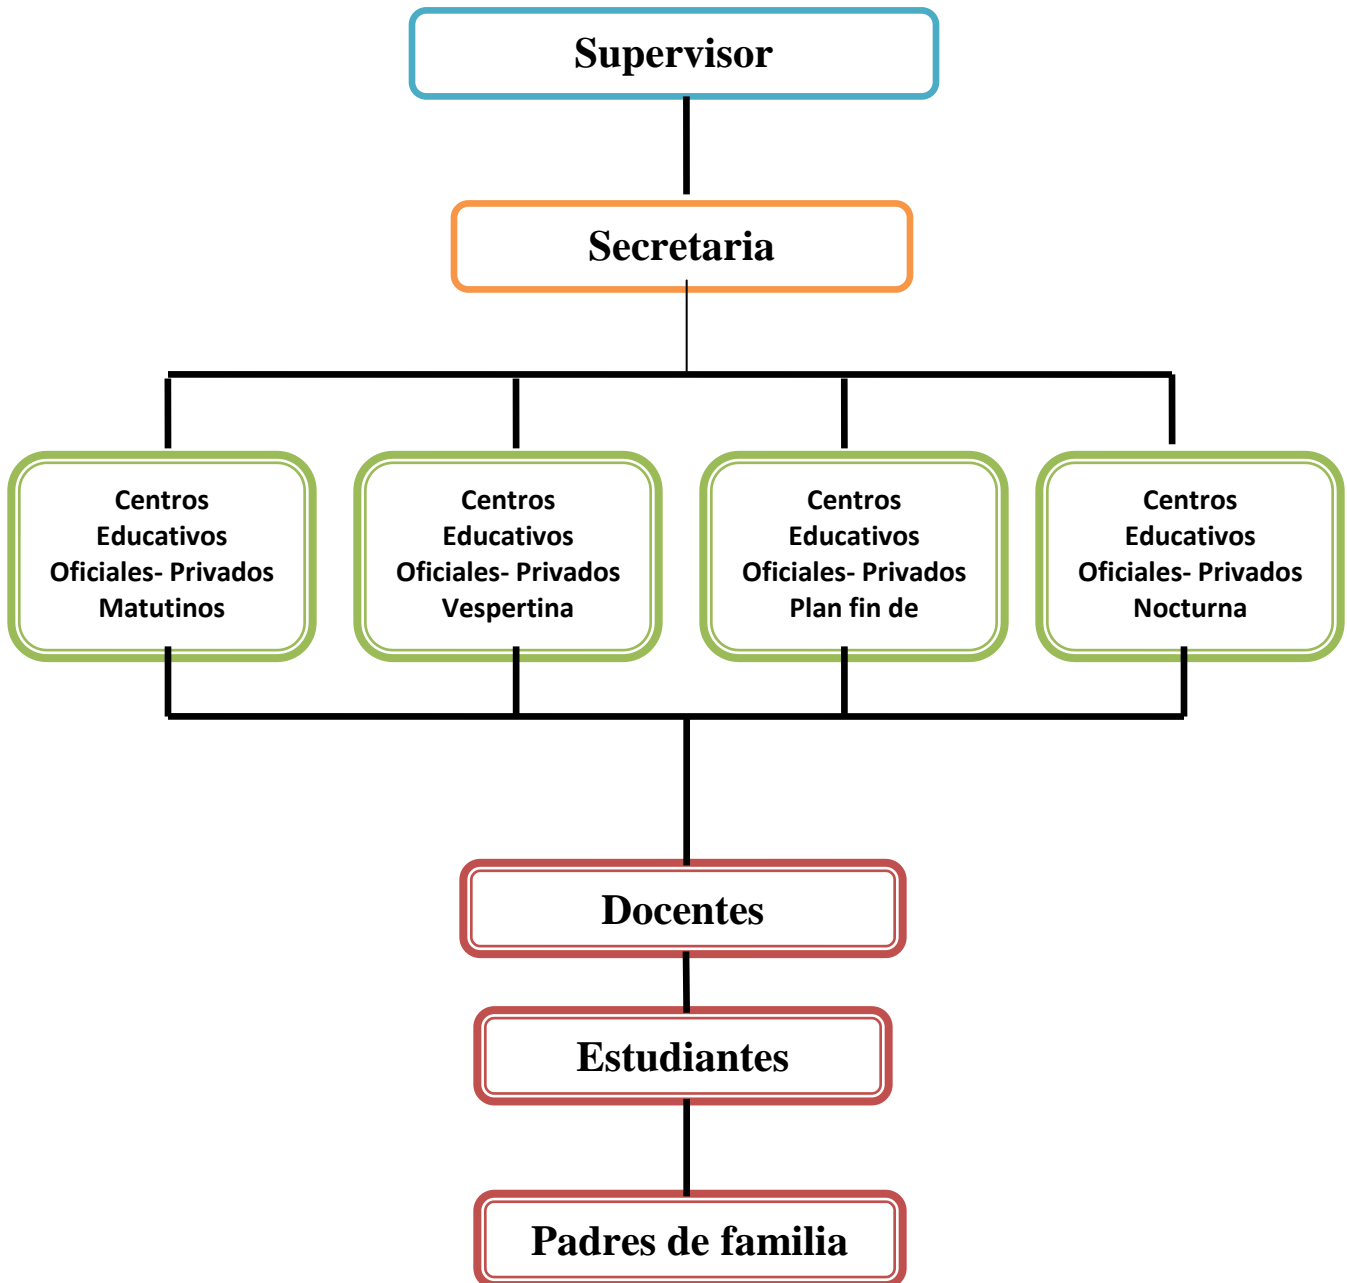 Supervisor
Secretaria
Centros
Educativos
Oficiales- Privados
Matutinos
Centros
Educativos
Oficiales- Privados
Vespertina
Centros
Educativos
Oficiales- Privados
Plan fin de
Centros
Educativos
Oficiales- Privados
Nocturna
Docentes
Estudiantes
Padres de familia